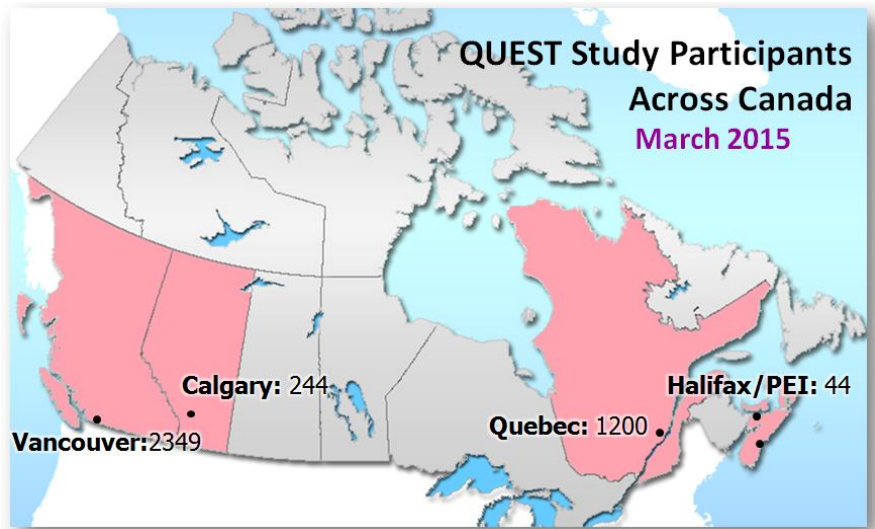 QUEST Study Participants
Across Canada
March 2015
Calgary: 244
Halifax/PEI: 44
Quebec: 1200
Vancouver:2349